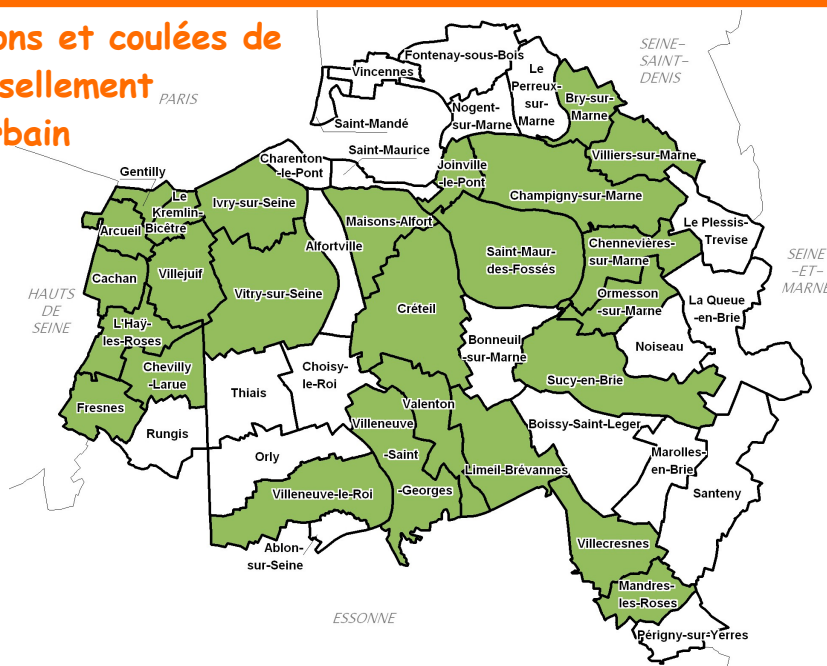 ons et coulées de
sellement
bain
SEINE-
SAINT-
DENIS
PARIS
Fontenay-sous-Bois
Vincennes
Le
Perreux-
sur-
Marne
Bry-sur-
Marne
Nogent-
sur-Marne
Saint-Mandé
Saint-Maurice
Charenton
-le-Pont
Joinville
-le-Pont
Villiers-sur-Marne
Gentilly
Le
Kremlin-
Bicêtre
Ivry-sur-Seine
Champigny-sur-Marne
Arcueil
Maisons-Alfort
Alfortville
Le Plessis-
Trevise
Saint-Maur-
des-Fossés
Chennevières-
sur-Marne
Cachan
Villejuif
Vitry-sur-Seine
HAUTS
DE
SEINE
SEINE
-ET-
MARNE
Créteil
Ormesson
-sur-Marne
La Queue
-en-Brie
L'Haÿ-
les-Roses
Bonneuil
-sur-Marne
Noiseau
Chevilly
-Larue
Choisy-
le-Roi
Thiais
Sucy-en-Brie
Fresnes
Rungis
Valenton
Villeneuve
-Saint
-Georges
Boissy-Saint-Leger
Orly
Limeil-Brévannes
Marolles-
en-Brie
Santeny
Villeneuve-le-Roi
Ablon-
sur-Seine
Villecresnes
Mandres-
les-Roses
ESSONNE
Périgny-sur-Yerres